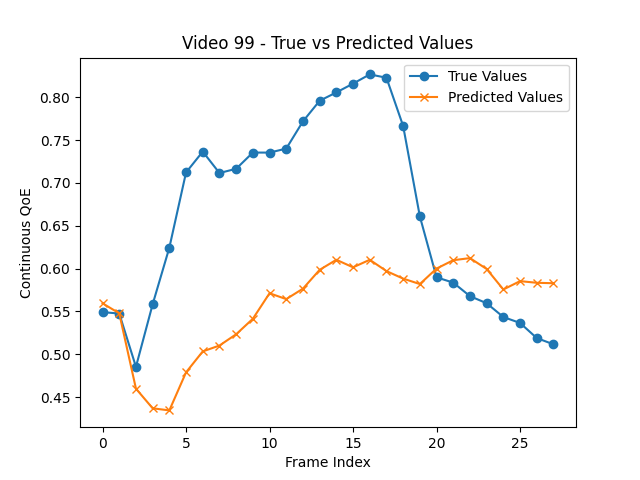 Video 99 - True vs Predicted Values
True Values
Predicted Values
Continuous QoE
0.80
0.75
0.70
0.65
0.60
0.55
0.50
0.45
0 5 10 15 20 25
Frame Index